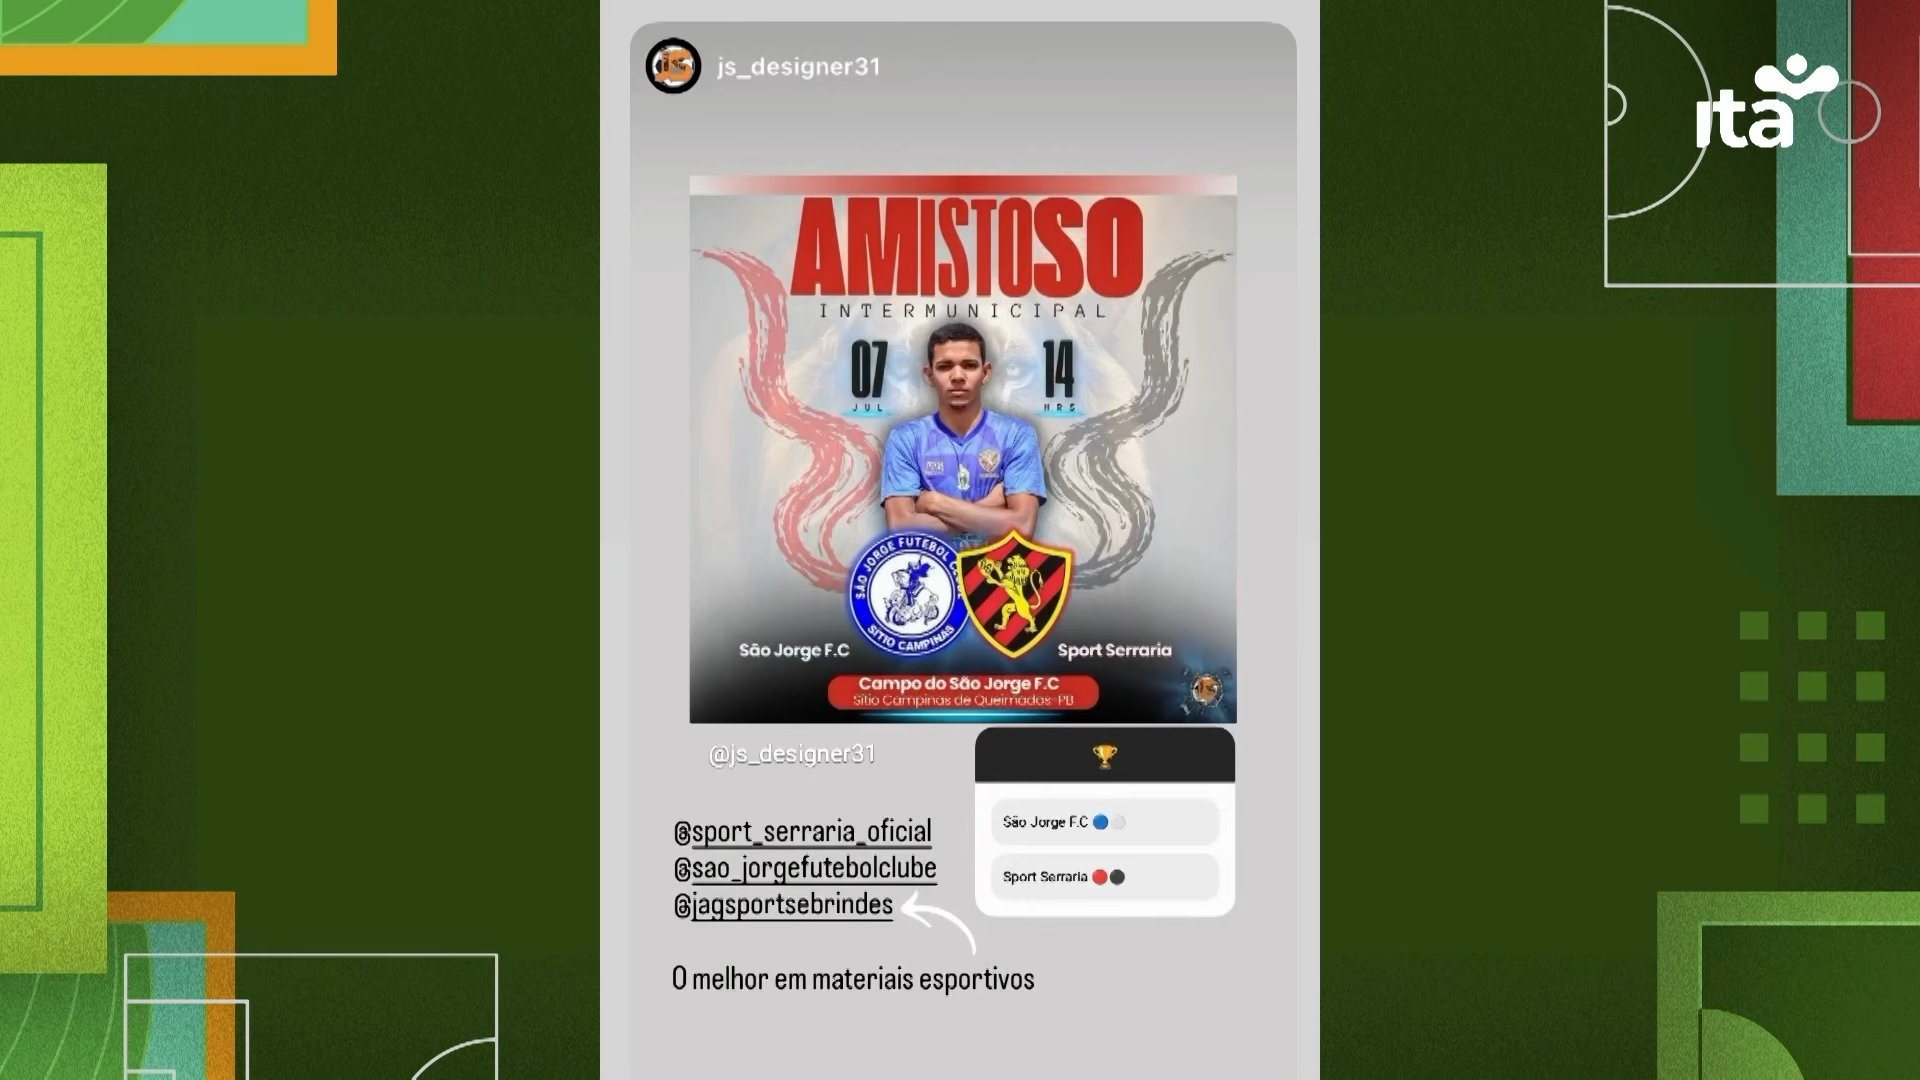 js_designer31
ıta
AMISTOSO
INTERMUNICIPAL
07
JUL
14
HRS
SÃO JORGE FUTEBOL CLUBE
SÍTIO CAMPINAS
São Jorge F.C
Sport Serraria
Campo do São Jorge F.C
Sítio Campinas de Queimadas-PB
JS
@js_designer31
🏆
São Jorge F.C 🔵⚪
Sport Serraria 🔴⚫
@sport_serraria_oficial
@sao_jorgefutebolclube
@jagsportsebrindes
O melhor em materiais esportivos